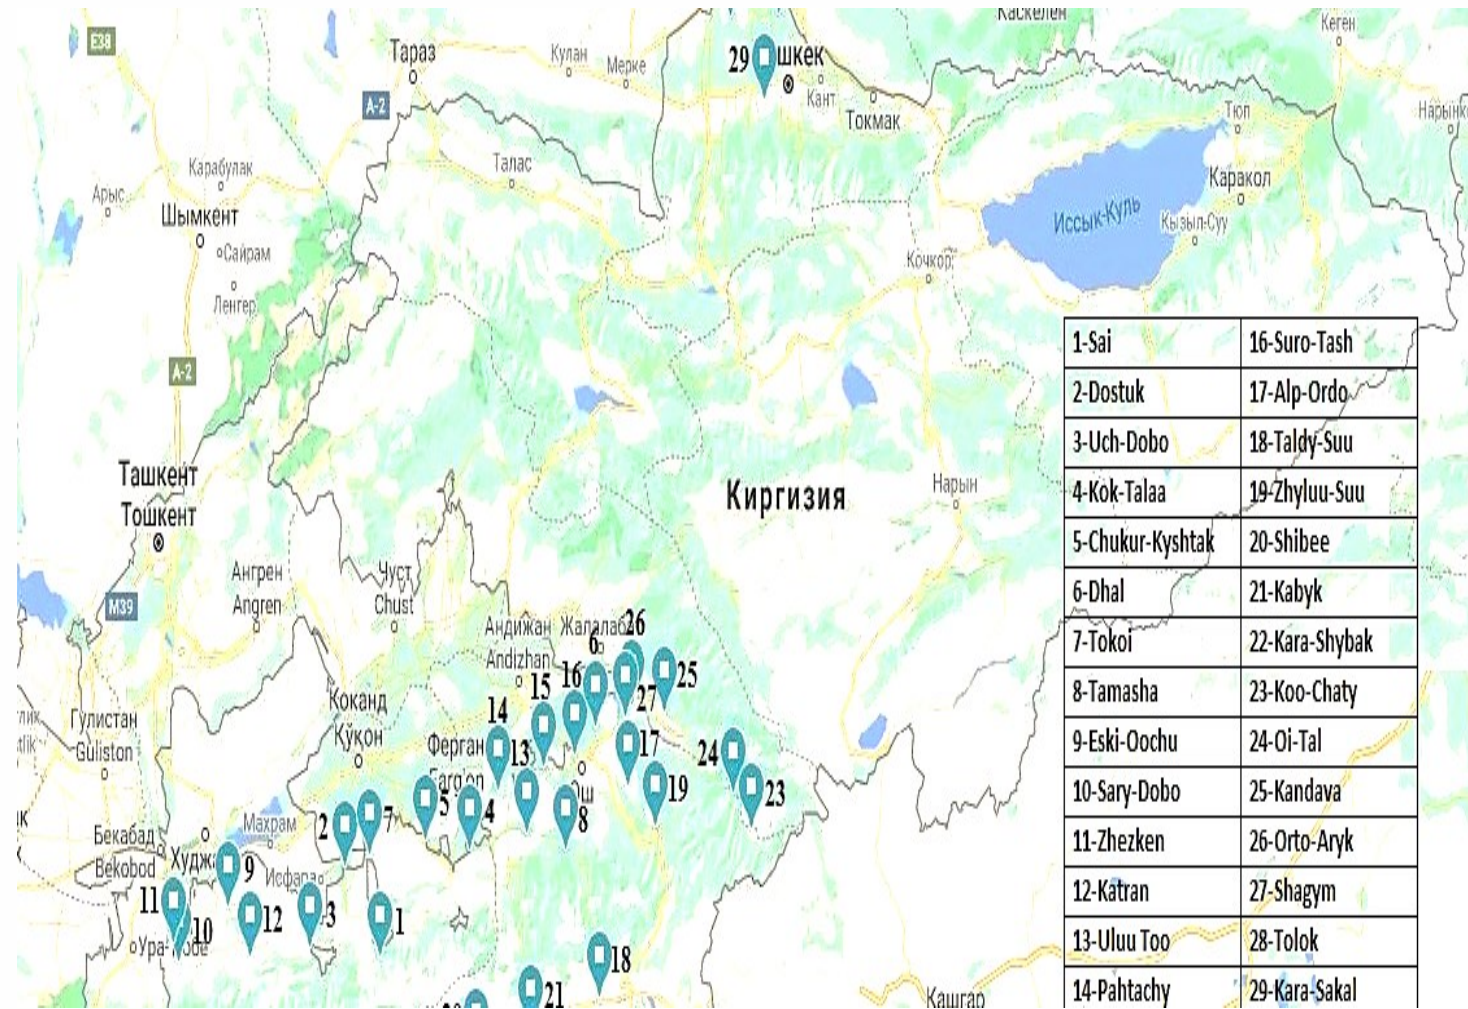 Каскелен
Кеген
E38
Тараз
Кулан
Мерке
29
шкек
Кант
A-2
Токмак
Тюп
Нарынк
Карабулак
Талас
Арыс
Каракол
Шымкент
Иссык-Куль
Кызыл-Суу
Сайрам
Кочкор
Ленгер
A-2
1-Sai 16-Suro-Tash
2-Dostuk 17-Alp-Ordo
3-Uch-Dobo 18-Taldy-Suu
4-Kok-Talaa 19-Zhyluu-Suu
5-Chukur-Kyshtak 20-Shibee
6-Dhal 21-Kabyk
7-Tokoi 22-Kara-Shybak
8-Tamasha 23-Koo-Chaty
9-Eski-Oochu 24-Oi-Tal
10-Sary-Dobo 25-Kandava
11-Zhezken 26-Orto-Aryk
12-Katran 27-Shagym
13-Uluu Too 28-Tolok
14-Pahtachy 29-Kara-Sakal
Ташкент
Тошкент
Киргизия
Нарын
Ангрен
Angren
Чуст
Chust
M39
Андижан
Andizhan
Жалалаб
26
6
25
16
27
15
Коканд
Қўқон
14
Гулистан
Guliston
Ферган
13
17
24
19
23
5
4
8
Ош
2
7
Махрам
Бекабад
Bekobod
Худж
9
Исфара
11
10
12
3
1
18
21
20
Кашгар